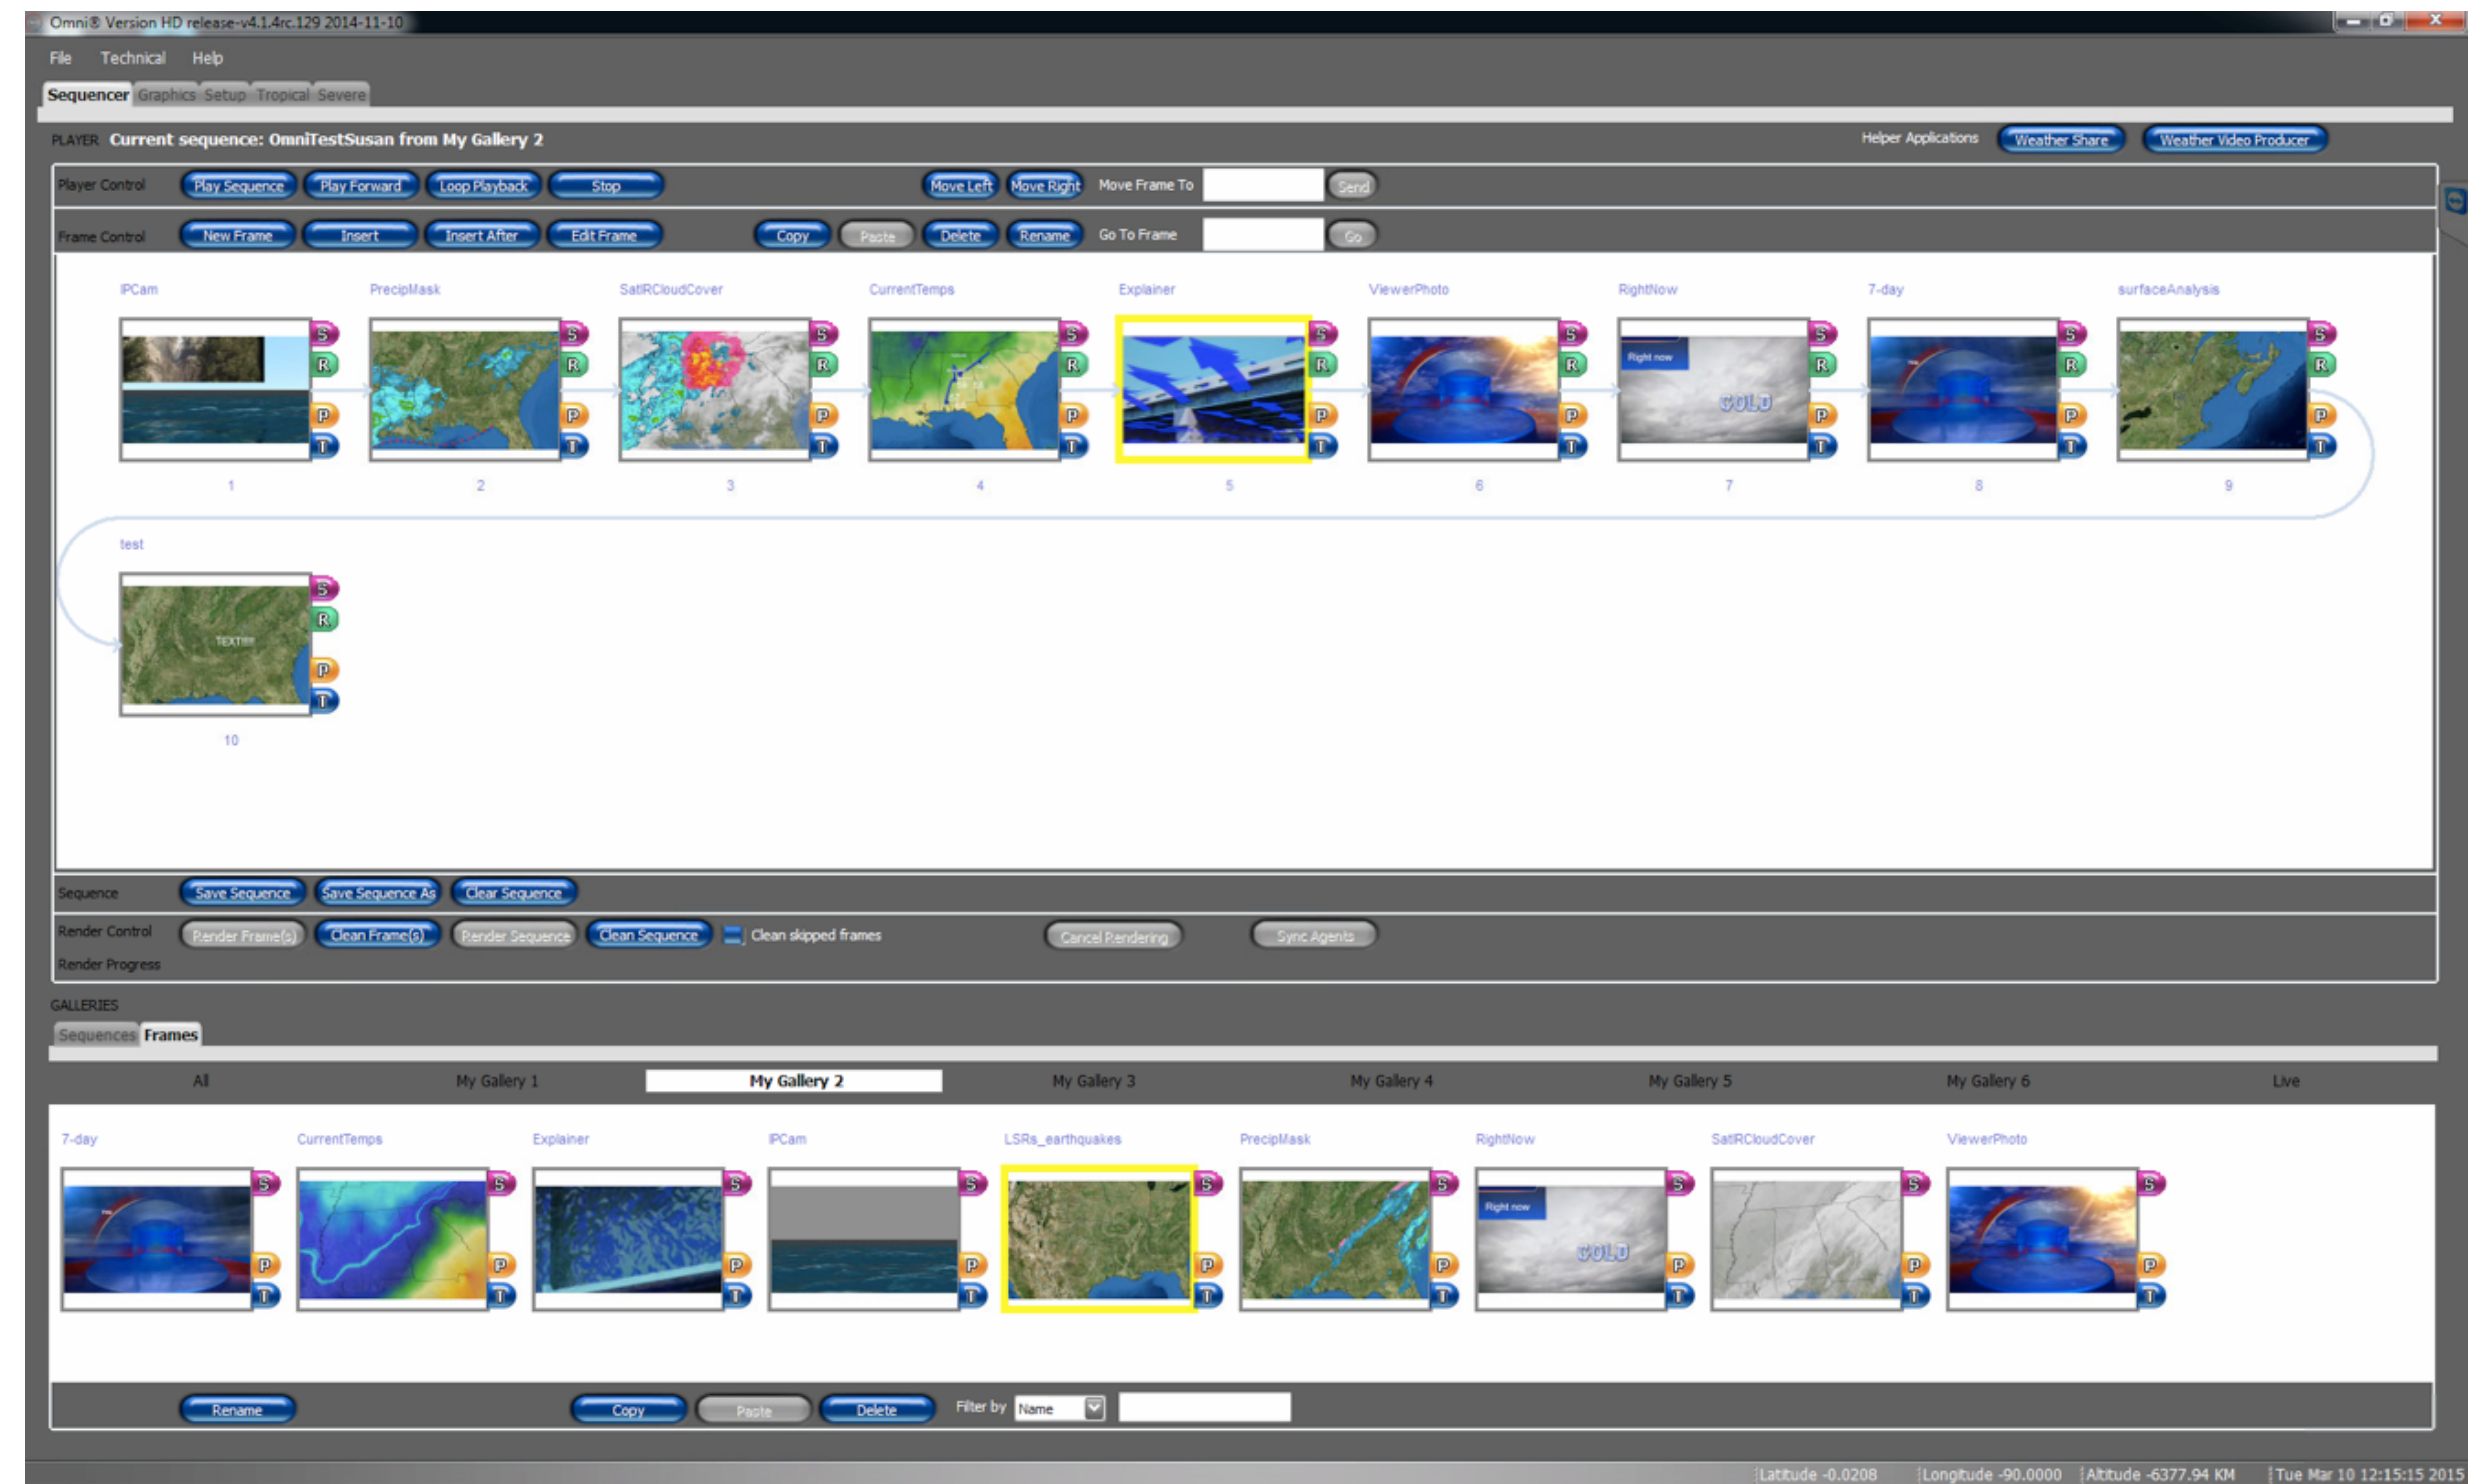 Omni® Version HD release-v4.1.4rc.129 2014-11-10
File Technical Help
Sequencer Graphics Setup Tropical Severe
PLAYER Current sequence: OmniTestSusan from My Gallery 2 Helper Applications Weather Share Weather Video Producer
Player Control Play Sequence Play Forward Loop Playback Stop Move Left Move Right Move Frame To Send
Frame Control New Frame Insert Insert After Edit Frame Copy Paste Delete Rename Go To Frame Go
IPCam PrecipMask SatIRCloudCover CurrentTemps Explainer ViewerPhoto RightNow 7-day surfaceAnalysis
S S S S S S S S S
Right now
R R R R R R R R R
COLD
P P P P P P P P P
T T T T T T T T T
1 2 3 4 5 6 7 8 9
test
S
R
TEXT!!!!
P
T
10
Sequence Save Sequence Save Sequence As Clear Sequence
Render Control Render Frame(s) Clean Frame(s) Render Sequence Clean Sequence Clean skipped frames Cancel Rendering Sync Agents
Render Progress
GALLERIES
Sequences Frames
All My Gallery 1 My Gallery 2 My Gallery 3 My Gallery 4 My Gallery 5 My Gallery 6 Live
7-day CurrentTemps Explainer IPCam LSRs_earthquakes PrecipMask RightNow SatIRCloudCover ViewerPhoto
S S S S S S S S S
Right now
COLD
P P P P P P P P P
T T T T T T T T T
Rename Copy Paste Delete Filter by Name
Latitude -0.0208 Longitude -90.0000 Altitude -6377.94 KM Tue Mar 10 12:15:15 2015